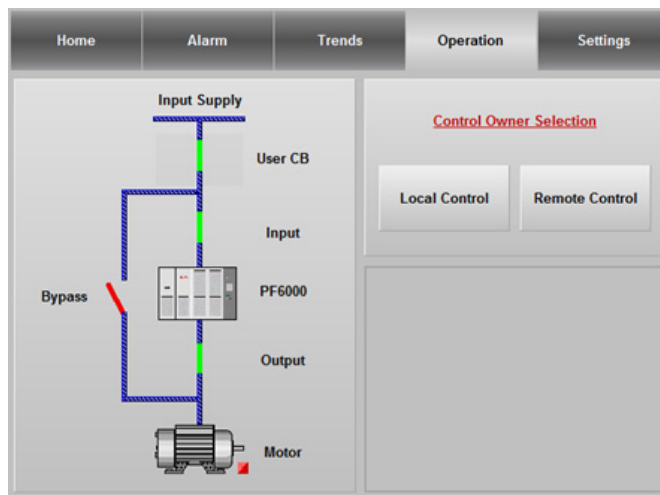 Home
Alarm
Trends
Operation
Settings
Input Supply
User CB
Input
PF6000
Bypass
Output
Motor
Control Owner Selection
Local Control
Remote Control